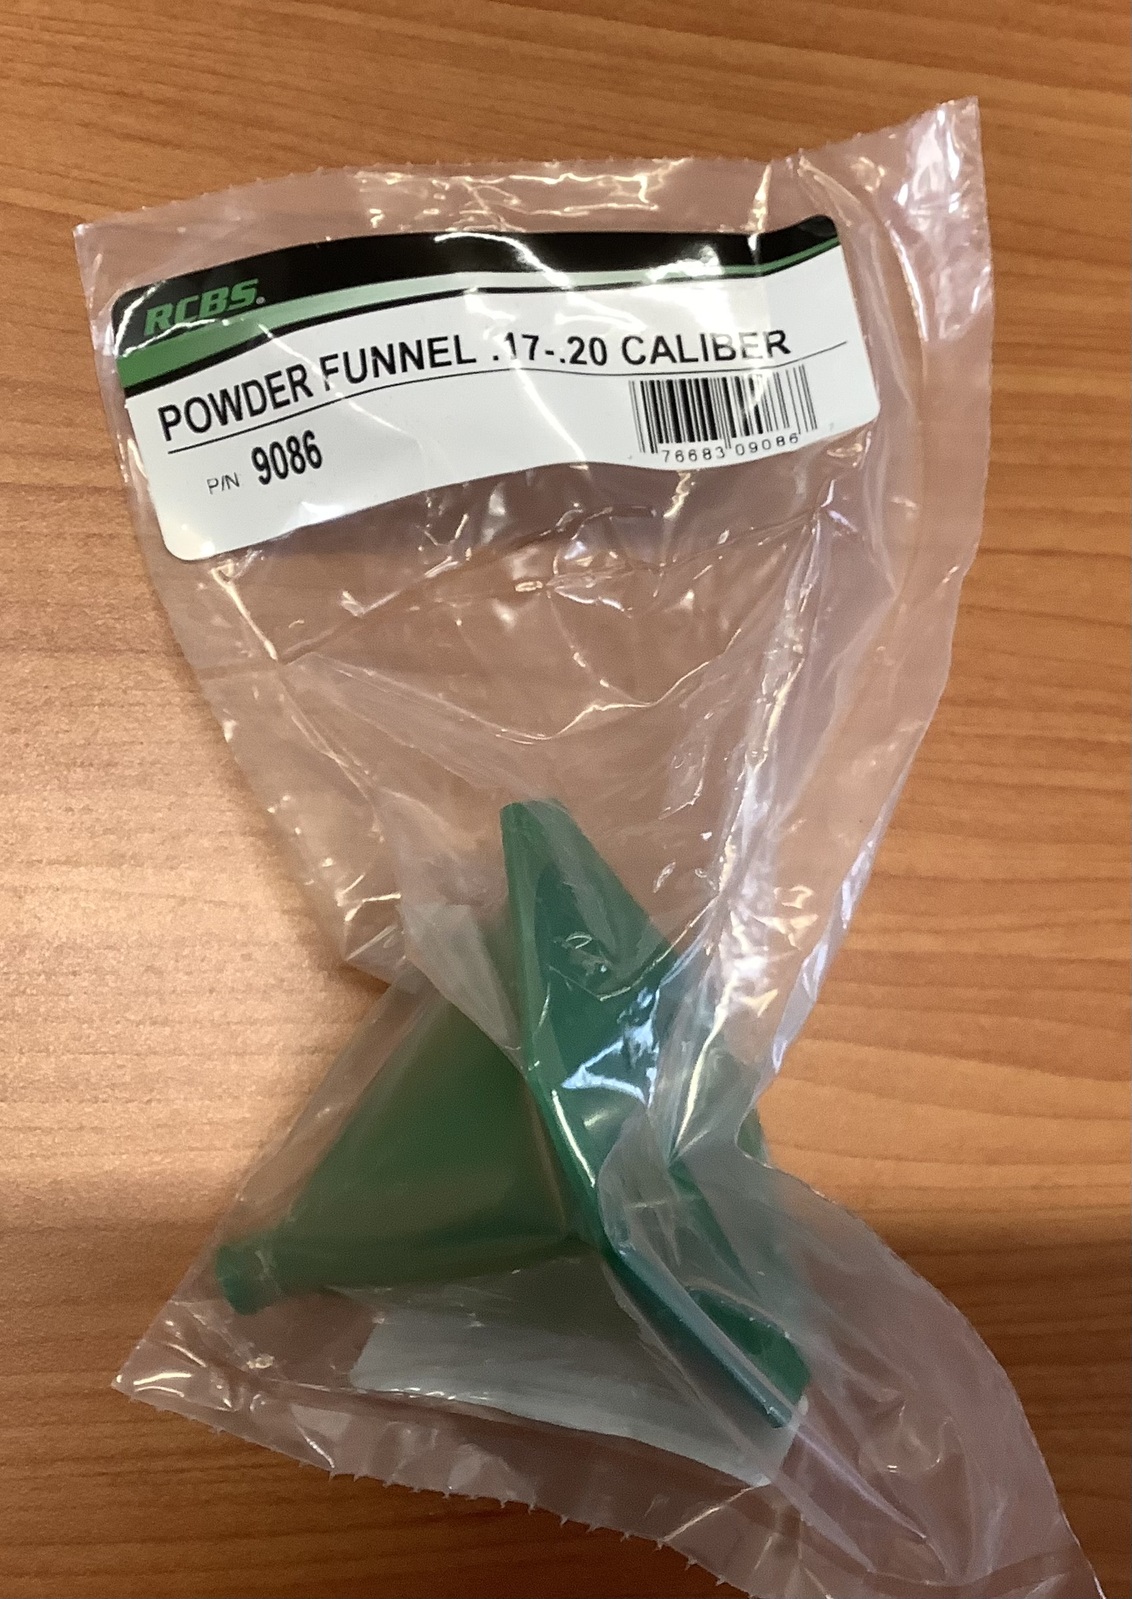 RCBS®
POWDER FUNNEL .17-.20 CALIBER
P/N 9086
76683 09086